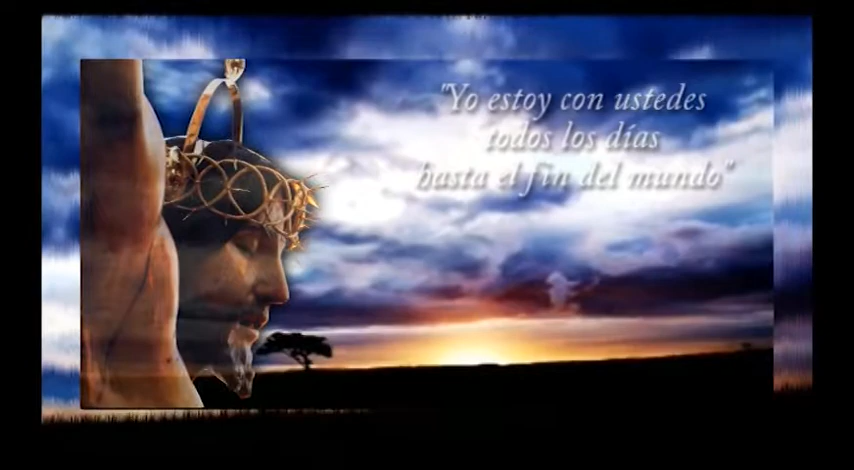 "Yo estoy con ustedes
todos los días
hasta el fin del mundo"